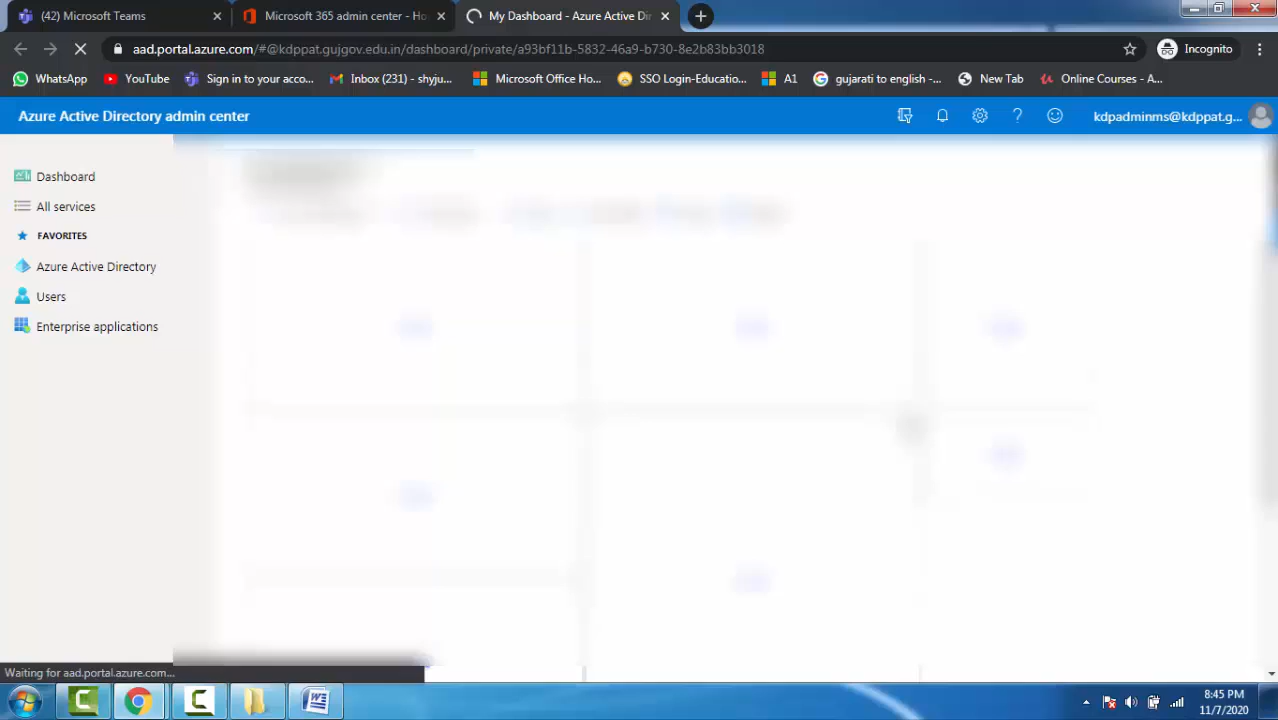 (42) Microsoft Teams
Microsoft 365 admin center - Ho
My Dashboard - Azure Active Dir
aad.portal.azure.com/#@kdppat.gujgov.edu.in/dashboard/private/a93bf11b-5832-46a9-b730-8e2b83bb3018
Incognito
WhatsApp
YouTube
Sign in to your acco...
Inbox (231) - shyju...
Microsoft Office Ho...
SSO Login-Educatio...
A1
gujarati to english -...
New Tab
Online Courses - A...
Azure Active Directory admin center
kdpadminms@kdppat.g...
Dashboard
All services
FAVORITES
Azure Active Directory
Users
Enterprise applications
Waiting for aad.portal.azure.com...
8:45 PM
11/7/2020